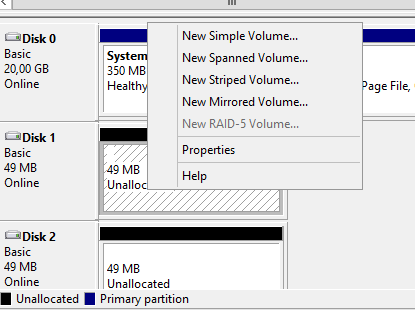 Disk 0
Basic
20,00 GB
Online
System
350 MB
Healthy
Page File, C
New Simple Volume...
New Spanned Volume...
New Striped Volume...
New Mirrored Volume...
New RAID-5 Volume...
Properties
Help
Disk 1
Basic
49 MB
Online
49 MB
Unalloc
Disk 2
Basic
49 MB
Online
49 MB
Unallocated
Unallocated
Primary partition